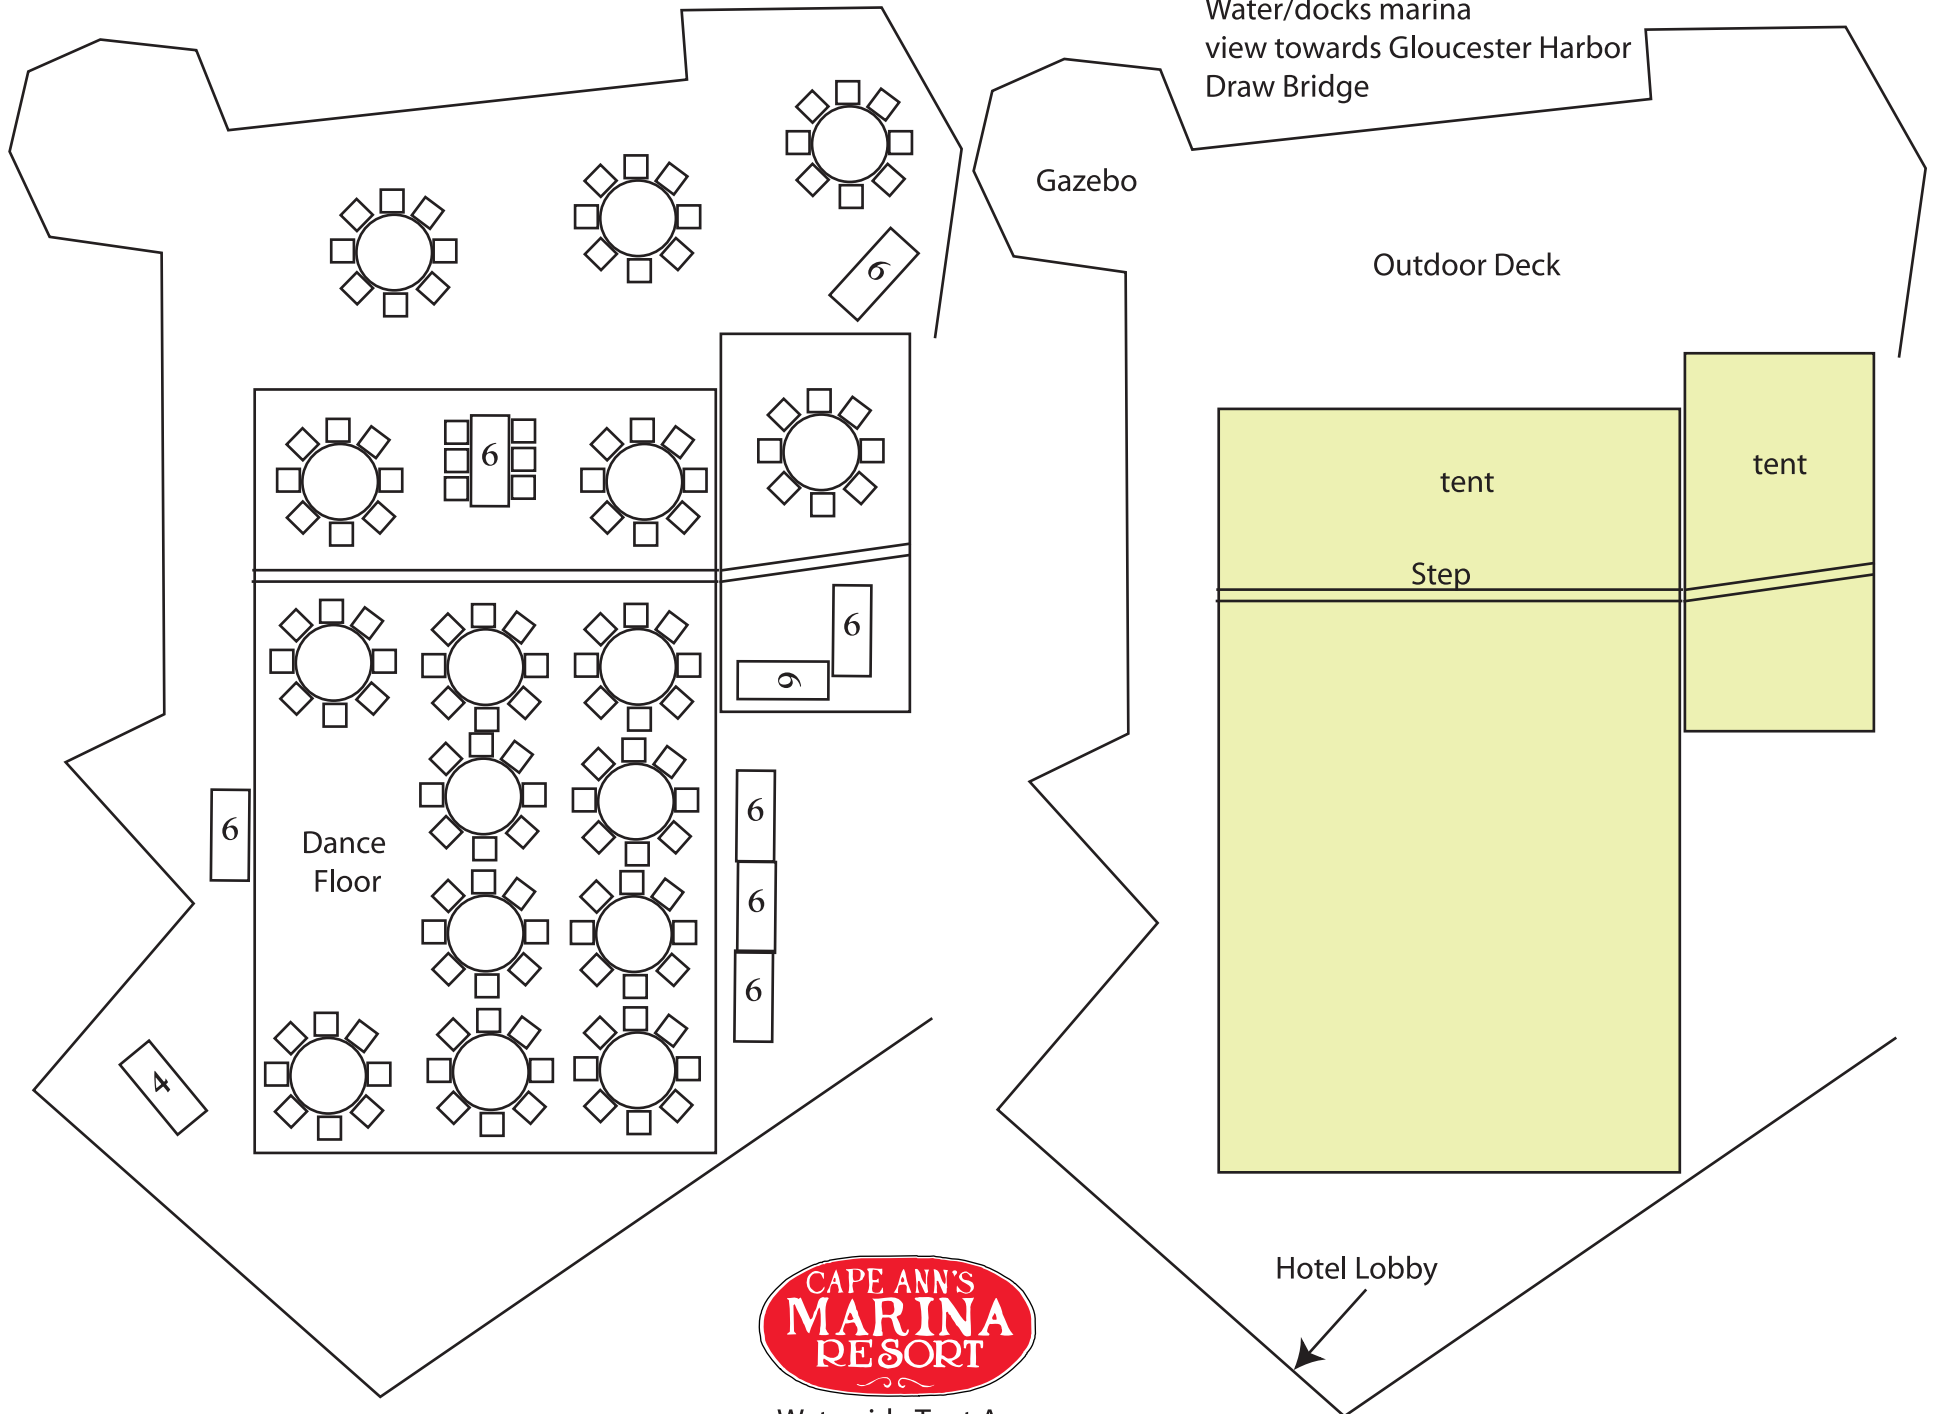 Water/docks marina
view towards Gloucester Harbor
Draw Bridge
Gazebo
Outdoor Deck
6
6
tent
tent
Step
6
6
6
6
Dance
Floor
6
6
4
Hotel Lobby
CAPE ANN'S
MARINA
RESORT